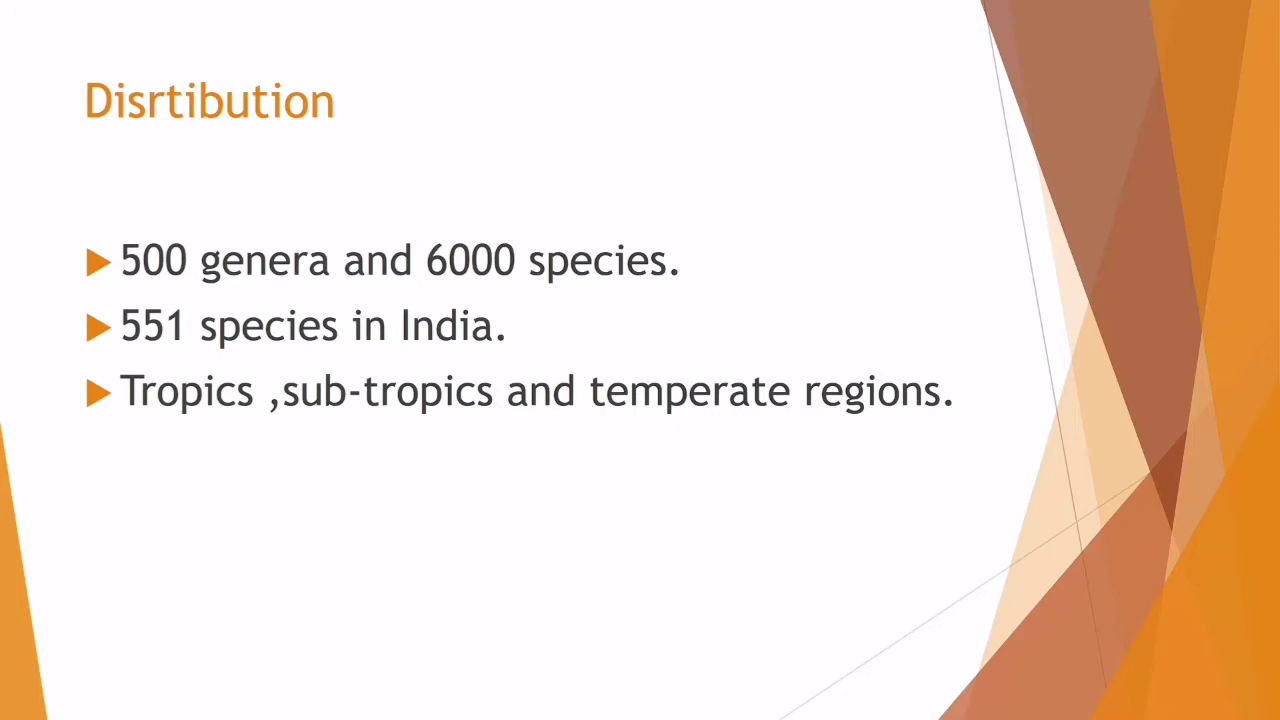 Disrtibution
500 genera and 6000 species.
551 species in India.
Tropics ,sub-tropics and temperate regions.